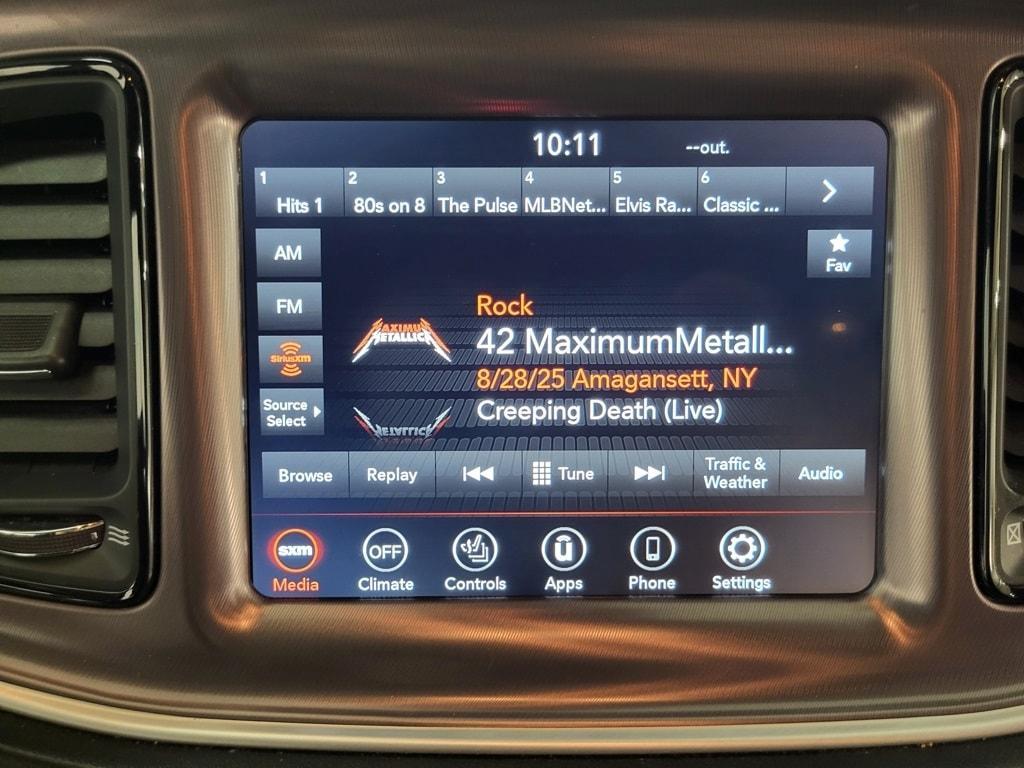 10:11
--out.
1
2
3
4
5
6
Hits 1
80s on 8
The Pulse
MLBNet...
Elvis Ra...
Classic ...
AM
Fav
FM
Rock
MAXIMUM
METALLICA
42 MaximumMetall...
SiriusXM
8/28/25 Amagansett, NY
Source
Select
Creeping Death (Live)
Browse
Replay
Tune
Traffic &
Weather
Audio
sxm
OFF
Media
Climate
Controls
Apps
Phone
Settings